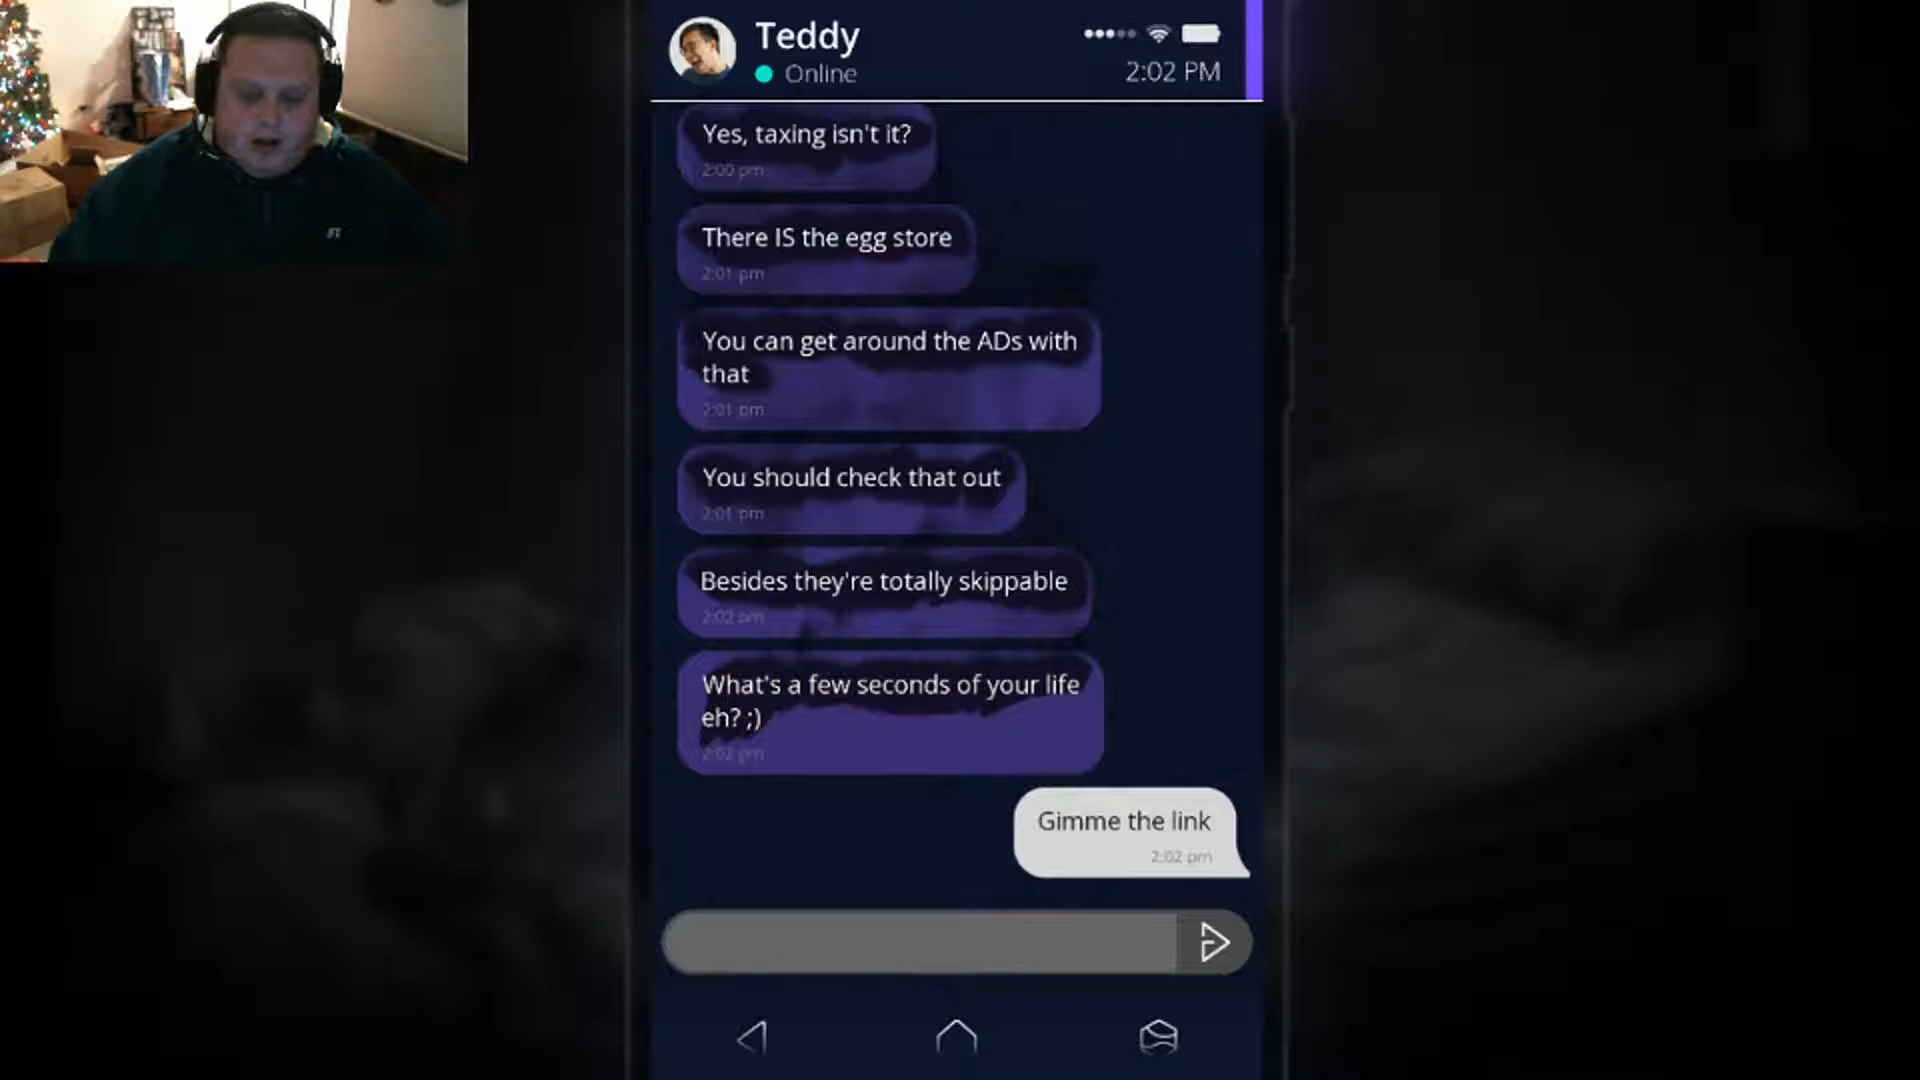 Teddy
Online
2:02 PM
Yes, taxing isn't it?
2:00 pm
There IS the egg store
2:01 pm
You can get around the ADs with
that
2:01 pm
You should check that out
2:01 pm
Besides they're totally skippable
2:02 pm
What's a few seconds of your life
eh? ;)
2:02 pm
Gimme the link
2:02 pm